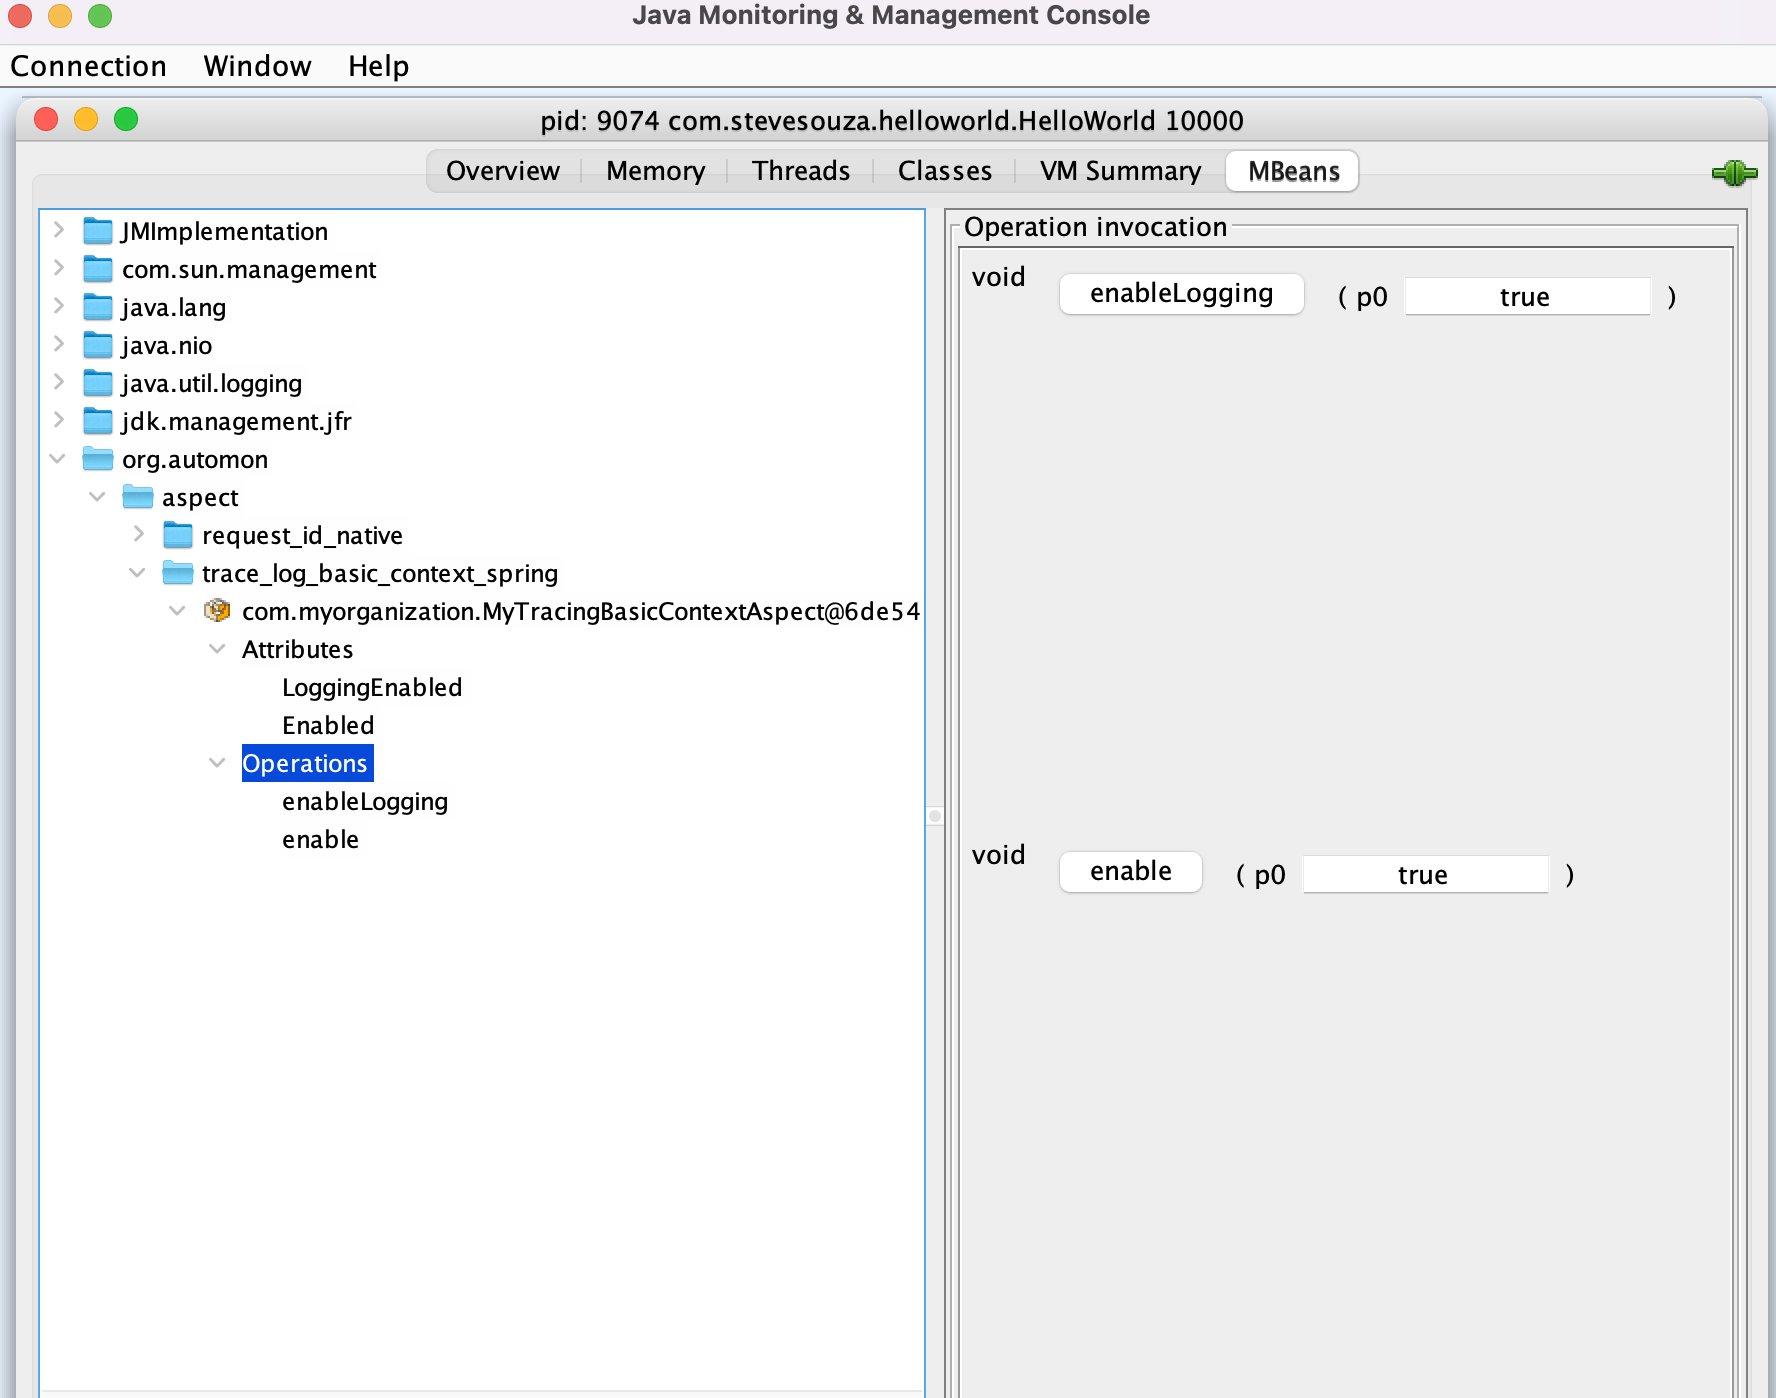 Java Monitoring & Management Console
Connection Window Help
pid: 9074 com.stevesouza.helloworld.HelloWorld 10000
Overview Memory Threads Classes VM Summary MBeans
JMImplementation
com.sun.management
java.lang
java.nio
java.util.logging
jdk.management.jfr
org.automon
aspect
request_id_native
trace_log_basic_context_spring
com.myorganization.MyTracingBasicContextAspect@6de54
Attributes
LoggingEnabled
Enabled
Operations
enableLogging
enable
Operation invocation
void enableLogging ( p0 true )
void enable ( p0 true )